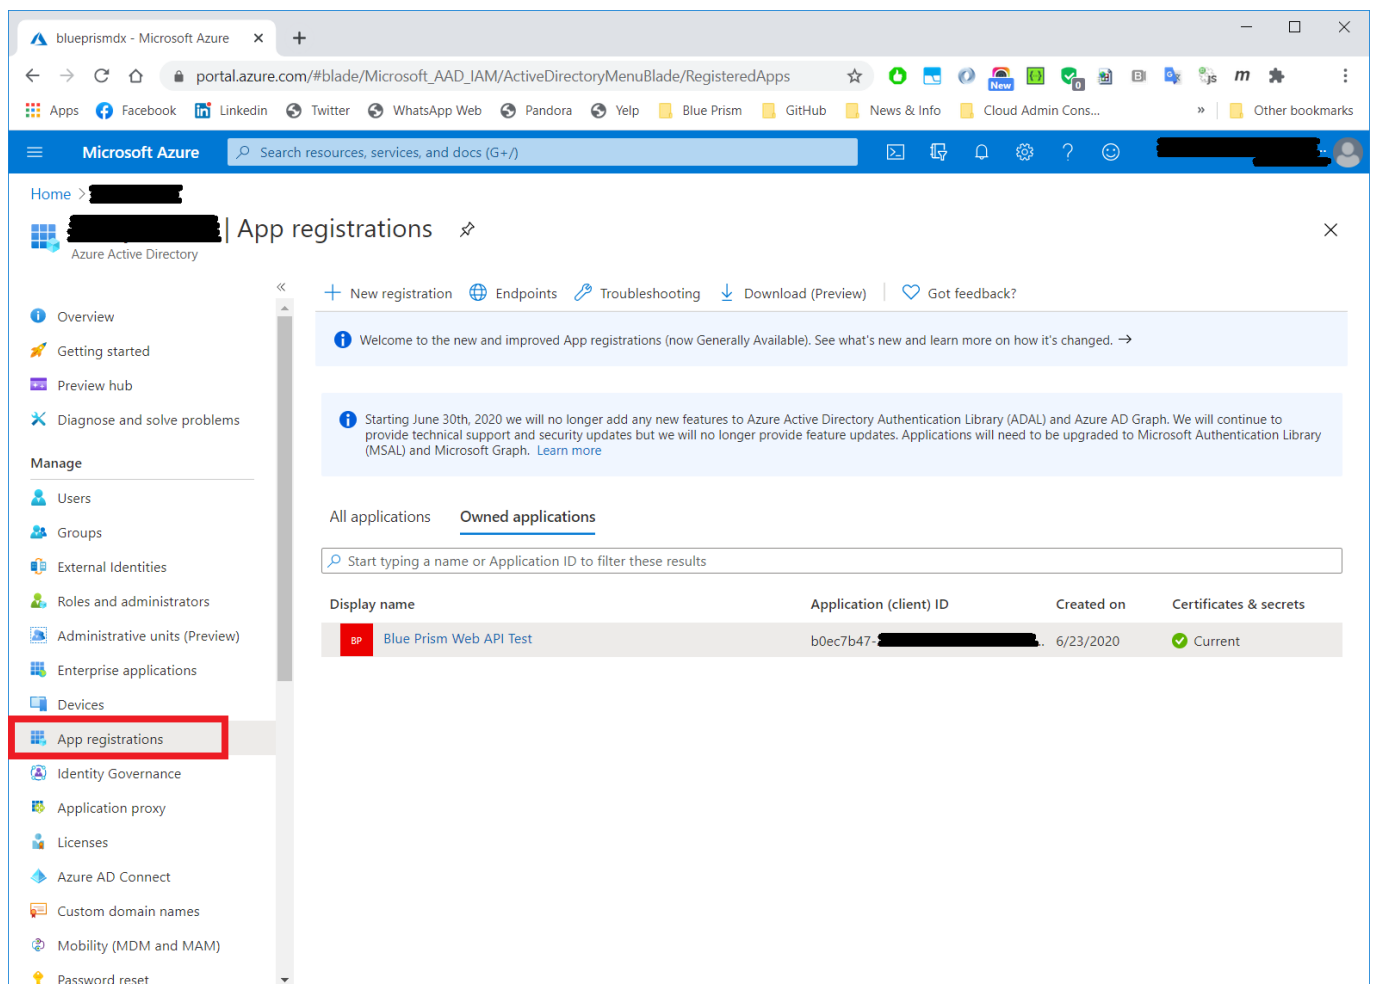 blueprismdx - Microsoft Azure
portal.azure.com/#blade/Microsoft_AAD_IAM/ActiveDirectoryMenuBlade/RegisteredApps
New
0
js
m
Apps Facebook Linkedin Twitter WhatsApp Web Pandora Yelp Blue Prism GitHub News & Info Cloud Admin Cons... » Other bookmarks
Microsoft Azure
Search resources, services, and docs (G+/)
Home >
| App registrations
Azure Active Directory
«
Overview
Getting started
Preview hub
Diagnose and solve problems
Manage
Users
Groups
External Identities
Roles and administrators
Administrative units (Preview)
Enterprise applications
Devices
App registrations
Identity Governance
Application proxy
Licenses
Azure AD Connect
Custom domain names
Mobility (MDM and MAM)
Password reset
New registration Endpoints Troubleshooting Download (Preview) Got feedback?
Welcome to the new and improved App registrations (now Generally Available). See what's new and learn more on how it's changed. →
Starting June 30th, 2020 we will no longer add any new features to Azure Active Directory Authentication Library (ADAL) and Azure AD Graph. We will continue to
provide technical support and security updates but we will no longer provide feature updates. Applications will need to be upgraded to Microsoft Authentication Library
(MSAL) and Microsoft Graph. Learn more
All applications Owned applications
Start typing a name or Application ID to filter these results
Display name Application (client) ID Created on Certificates & secrets
BP Blue Prism Web API Test b0ec7b47- ... 6/23/2020 Current